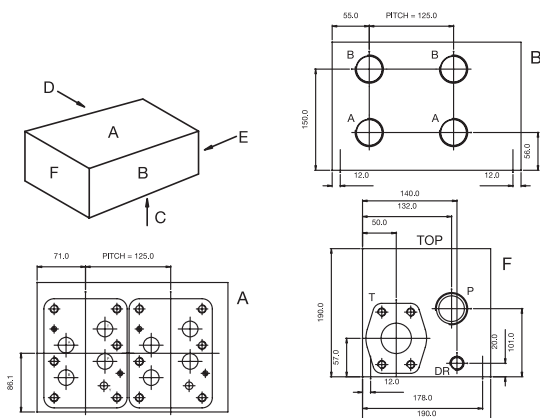 55.0
PITCH = 125.0
B
B
B
A
A
150.0
56.0
12.0
12.0
D
A
E
F
B
C
140.0
132.0
50.0
TOP
F
T
P
190.0
57.0
20.0
101.0
DR
12.0
178.0
190.0
71.0
PITCH = 125.0
A
86.1